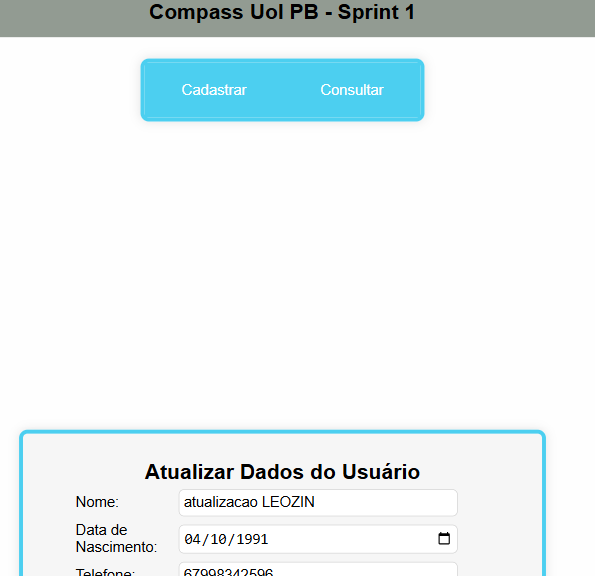 Compass Uol PB - Sprint 1
Cadastrar Consultar
Atualizar Dados do Usuário
Nome: atualizacao LEOZIN
Data de
Nascimento: 04/10/1991
Telefone: 67998342596